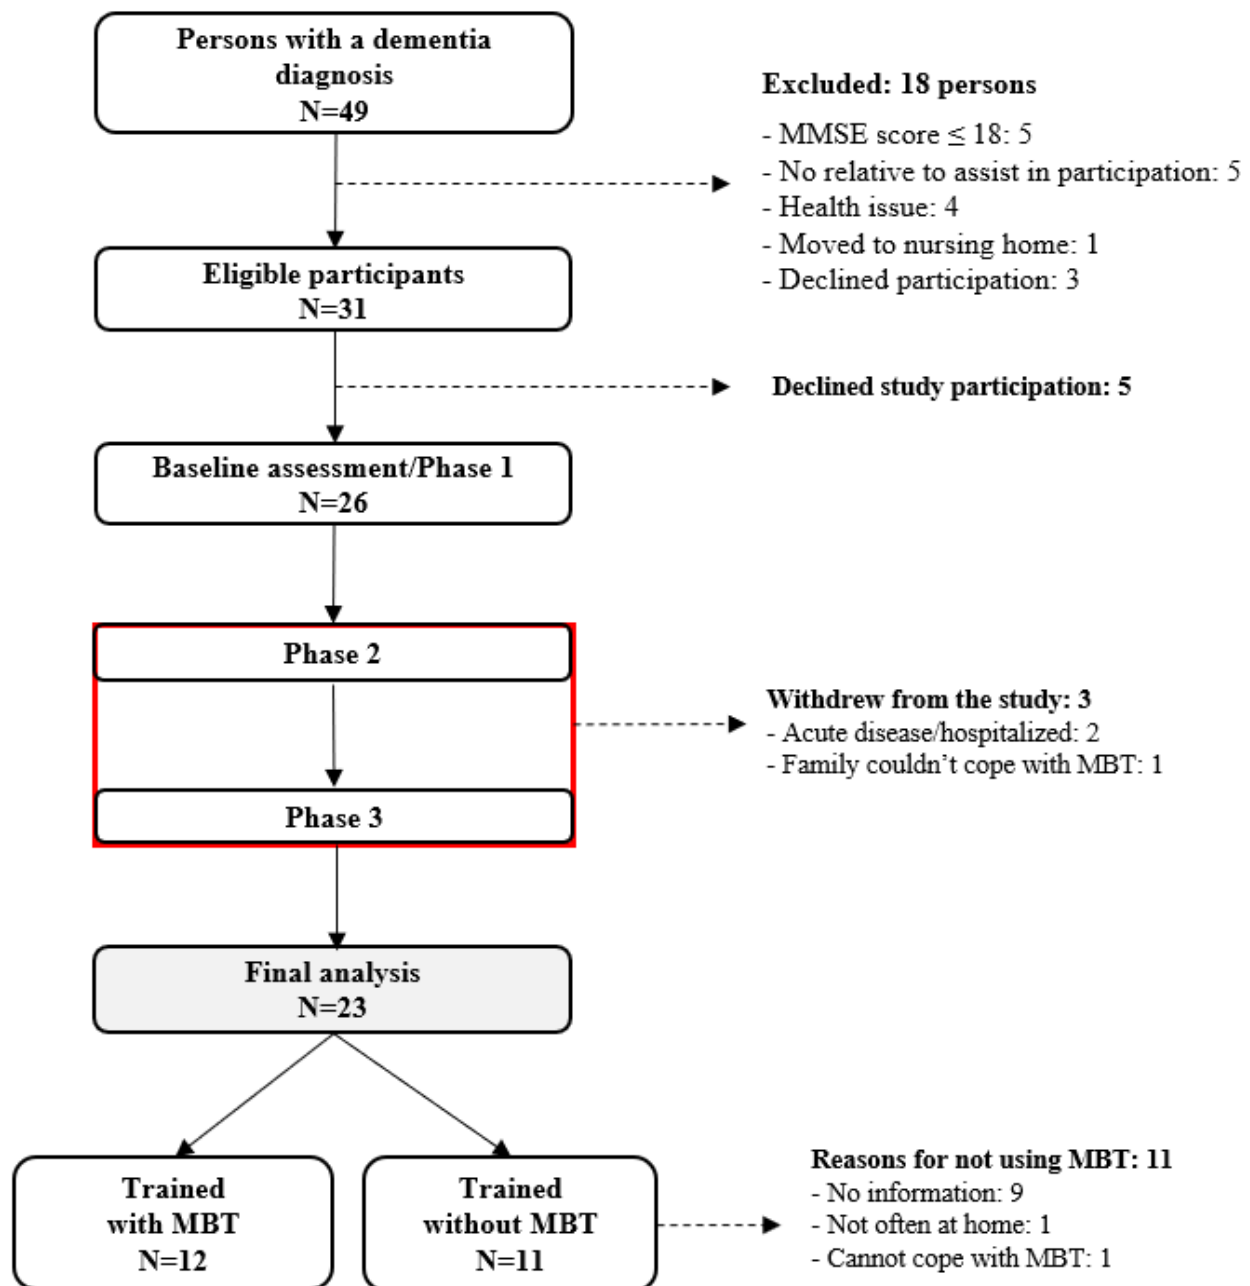 Persons with a dementia
diagnosis
N=49
Excluded: 18 persons
- MMSE score ≤ 18: 5
- No relative to assist in participation: 5
- Health issue: 4
- Moved to nursing home: 1
- Declined participation: 3
Eligible participants
N=31
Declined study participation: 5
Baseline assessment/Phase 1
N=26
Phase 2
Withdrew from the study: 3
- Acute disease/hospitalized: 2
- Family couldn’t cope with MBT: 1
Phase 3
Final analysis
N=23
Trained
with MBT
N=12
Trained
without MBT
N=11
Reasons for not using MBT: 11
- No information: 9
- Not often at home: 1
- Cannot cope with MBT: 1